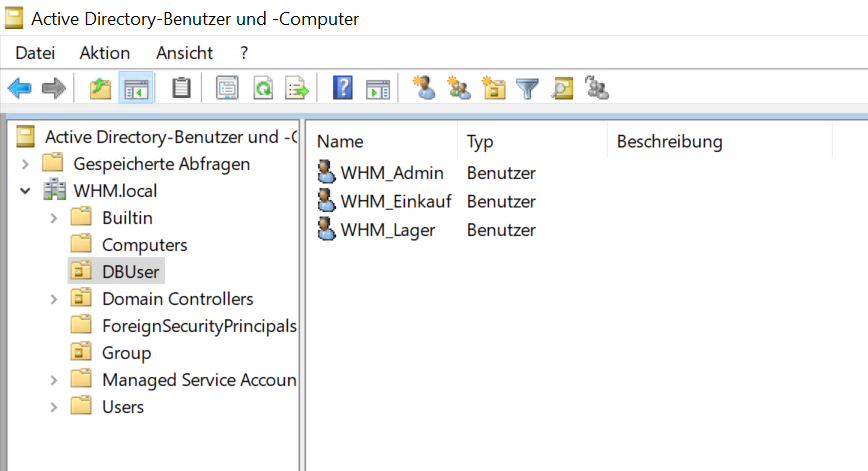 Active Directory-Benutzer und -Computer
Datei Aktion Ansicht ?
Active Directory-Benutzer und -C
Gespeicherte Abfragen
WHM.local
Builtin
Computers
DBUser
Domain Controllers
ForeignSecurityPrincipals
Group
Managed Service Accoun
Users
Name Typ Beschreibung
WHM_Admin Benutzer
WHM_Einkauf Benutzer
WHM_Lager Benutzer